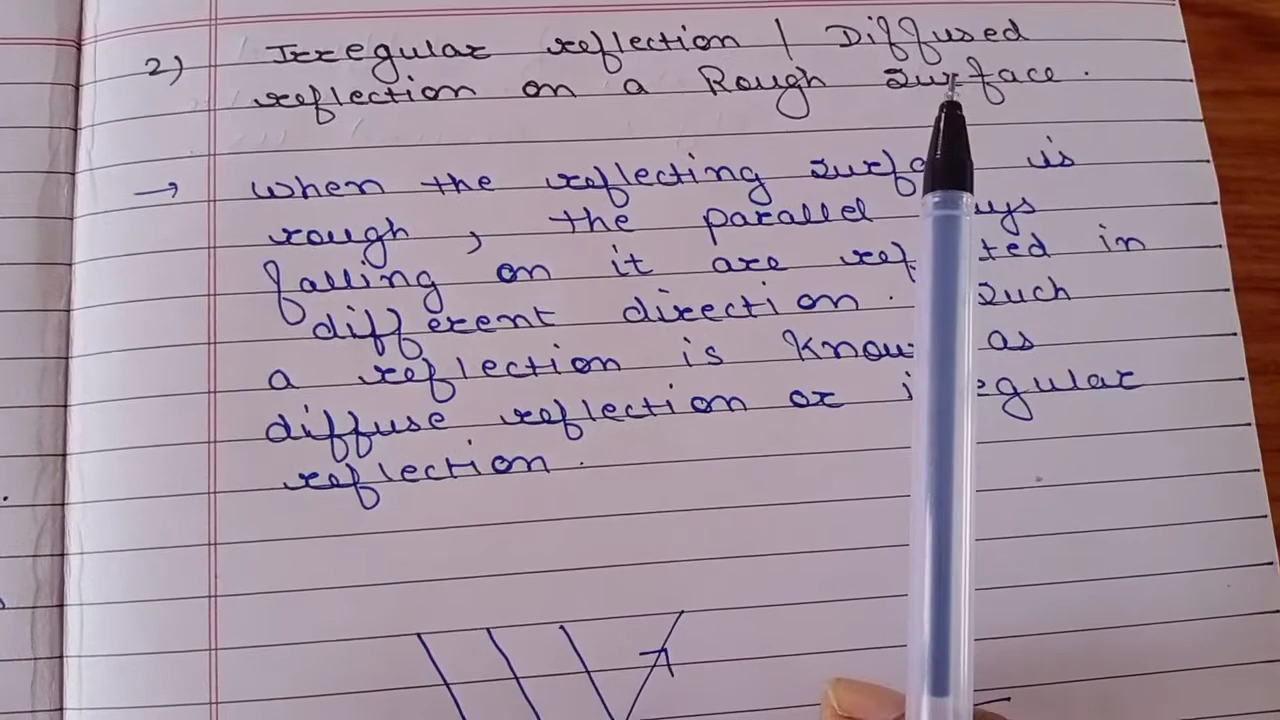 2) Irregular reflection | Diffused
reflection on a Rough surface.
→ When the reflecting is
rough, the parallel
falling on it are in
different direction. Such
a reflection is as
diffuse reflection or
reflection.